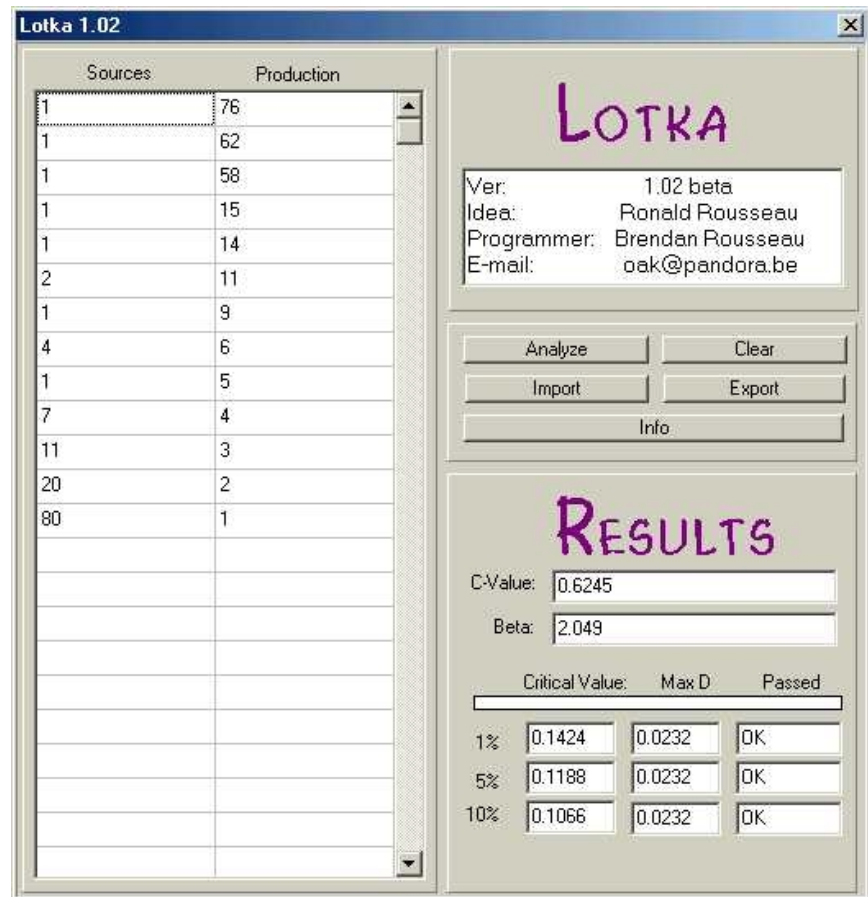 Lotka 1.02
Sources Production
1 76
1 62
1 58
1 15
1 14
2 11
1 9
4 6
1 5
7 4
11 3
20 2
80 1
LOTKA
Ver: 1.02 beta
Idea: Ronald Rousseau
Programmer: Brendan Rousseau
E-mail: oak@pandora.be
Analyze Clear
Import Export
Info
RESULTS
C-Value: 0.6245
Beta: 2.049
Critical Value: Max D Passed
1% 0.1424 0.0232 OK
5% 0.1188 0.0232 OK
10% 0.1066 0.0232 OK